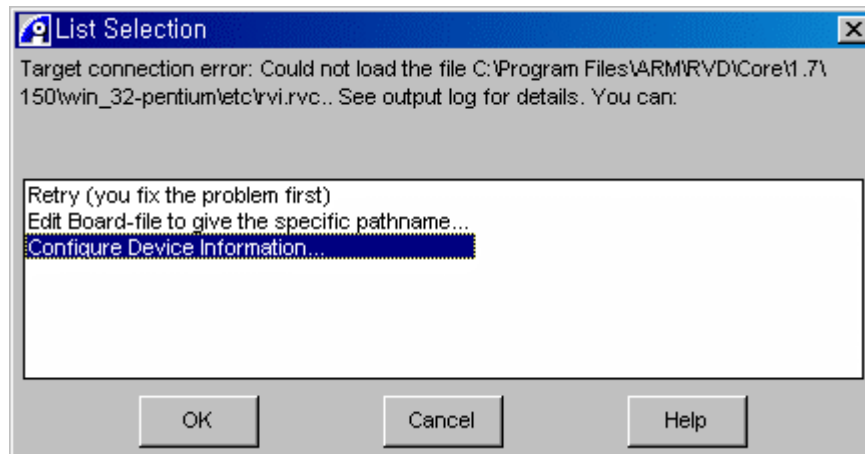 List Selection
Target connection error: Could not load the file C:\Program Files\ARM\RVD\Core\1.7\
150\win_32-pentium\etc\rvi.rvc.. See output log for details. You can:
Retry (you fix the problem first)
Edit Board-file to give the specific pathname...
Configure Device Information...
OK
Cancel
Help